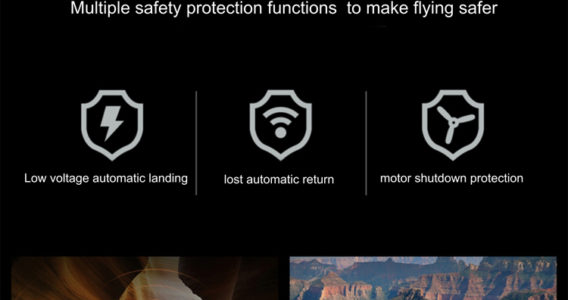 Multiple safety protection functions to make flying safer
Low voltage automatic landing
lost automatic return
motor shutdown protection